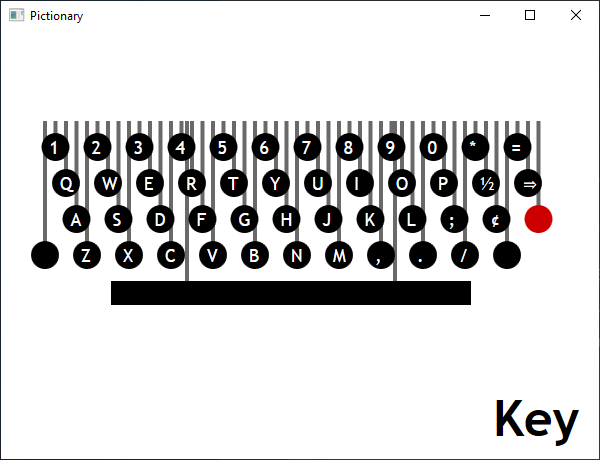 Pictionary
1 2 3 4 5 6 7 8 9 0 * =
Q W E R T Y U I O P ½ ⇒
A S D F G H J K L ; ¢
Z X C V B N M , . /
Key